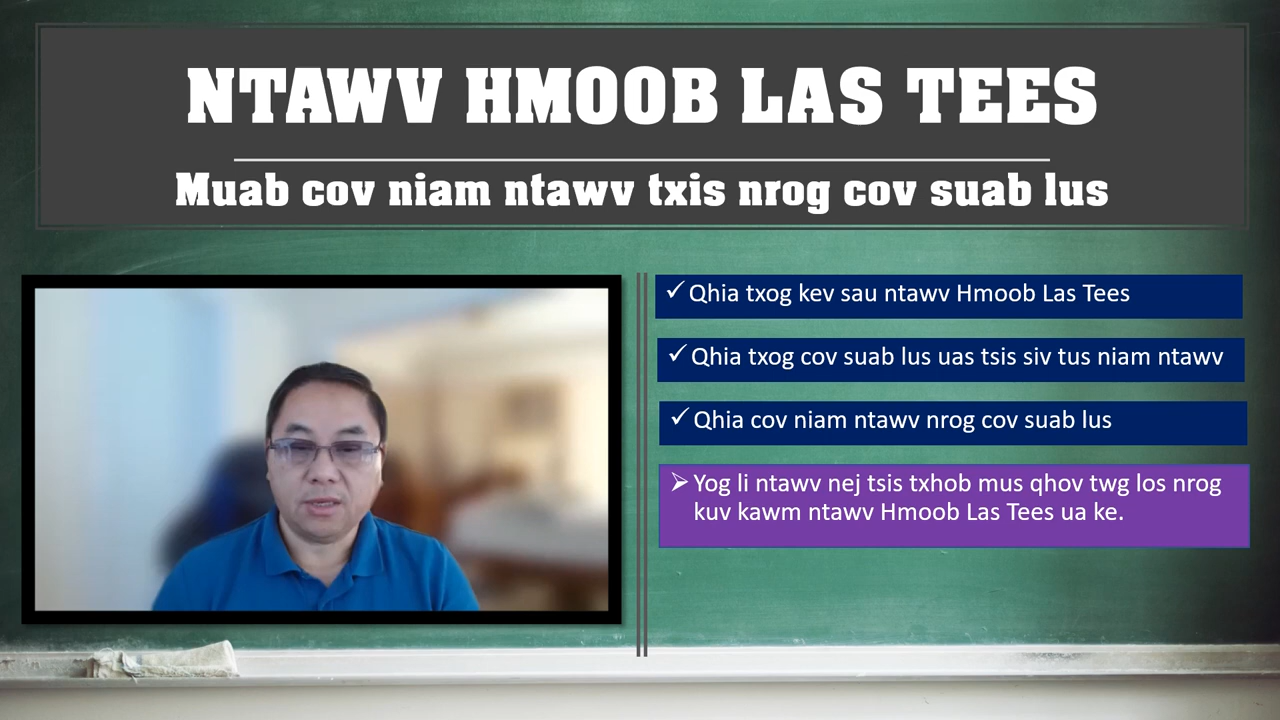 NTAWV HMOOB LAS TEES
Muab cov niam ntawv txis nrog cov suab lus
✓ Qhia txog kev sau ntawv Hmoob Las Tees
✓ Qhia txog cov suab lus uas tsis siv tus niam ntawv
✓ Qhia cov niam ntawv nrog cov suab lus
➢ Yog li ntawv nej tsis txhob mus qhov twg los nrog
kuv kawm ntawv Hmoob Las Tees ua ke.